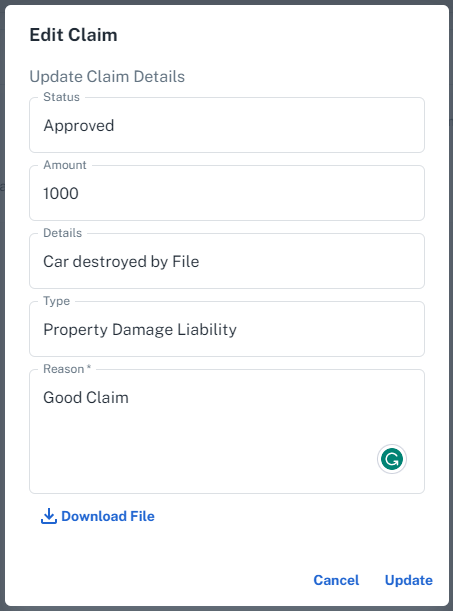 Edit Claim
Update Claim Details
Status
Approved
Amount
1000
Details
Car destroyed by File
Type
Property Damage Liability
Reason *
Good Claim
Download File
Cancel Update